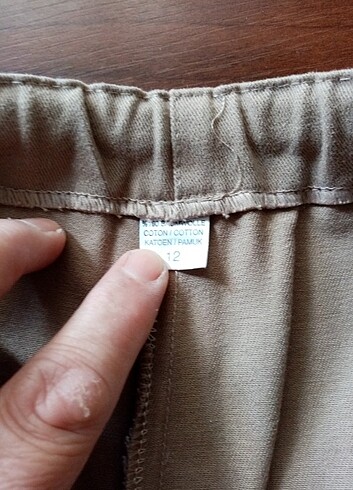 COTON / COTTON
KATOEN / PAMUK
12